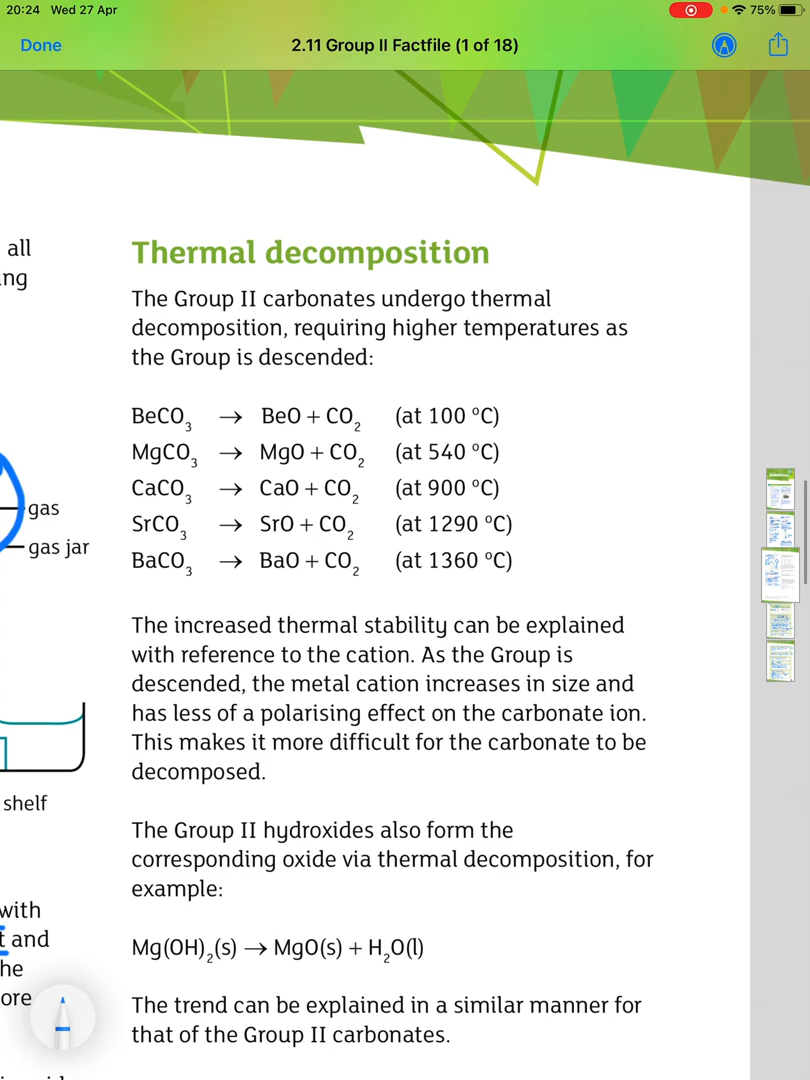 20:24 Wed 27 Apr
75%
Done
2.11 Group II Factfile (1 of 18)
all
ing
gas
gas jar
shelf
with
t and
he
ore
Thermal decomposition
The Group II carbonates undergo thermal
decomposition, requiring higher temperatures as
the Group is descended:
BeCO₃ → BeO + CO₂ (at 100 °C)
MgCO₃ → MgO + CO₂ (at 540 °C)
CaCO₃ → CaO + CO₂ (at 900 °C)
SrCO₃ → SrO + CO₂ (at 1290 °C)
BaCO₃ → BaO + CO₂ (at 1360 °C)
The increased thermal stability can be explained
with reference to the cation. As the Group is
descended, the metal cation increases in size and
has less of a polarising effect on the carbonate ion.
This makes it more difficult for the carbonate to be
decomposed.
The Group II hydroxides also form the
corresponding oxide via thermal decomposition, for
example:
Mg(OH)₂(s) → MgO(s) + H₂O(l)
The trend can be explained in a similar manner for
that of the Group II carbonates.